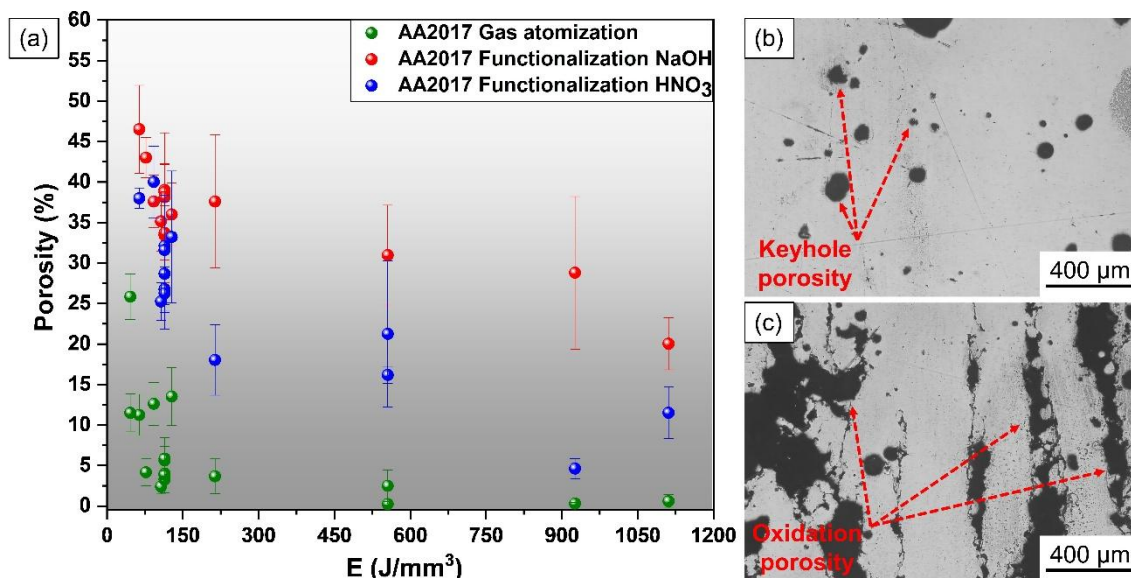 (a)
AA2017 Gas atomization
AA2017 Functionalization NaOH
AA2017 Functionalization HNO₃
Porosity (%)
60
55
50
45
40
35
30
25
20
15
10
5
0
0 150 300 450 600 750 900 1050 1200
E (J/mm³)
(b)
Keyhole
porosity
400 µm
(c)
Oxidation
porosity
400 µm